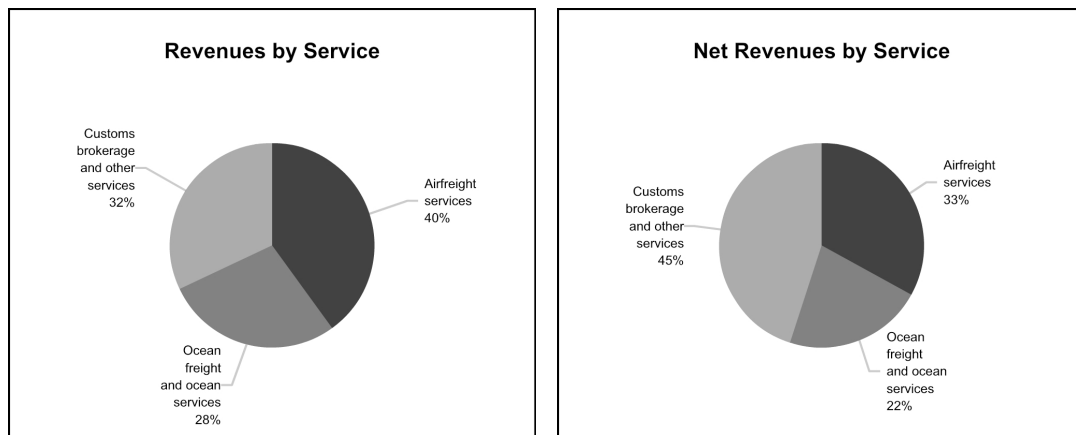 Revenues by Service
Customs
brokerage
and other
services
32%
Airfreight
services
40%
Ocean
freight
and ocean
services
28%
Net Revenues by Service
Customs
brokerage
and other
services
45%
Airfreight
services
33%
Ocean
freight
and ocean
services
22%